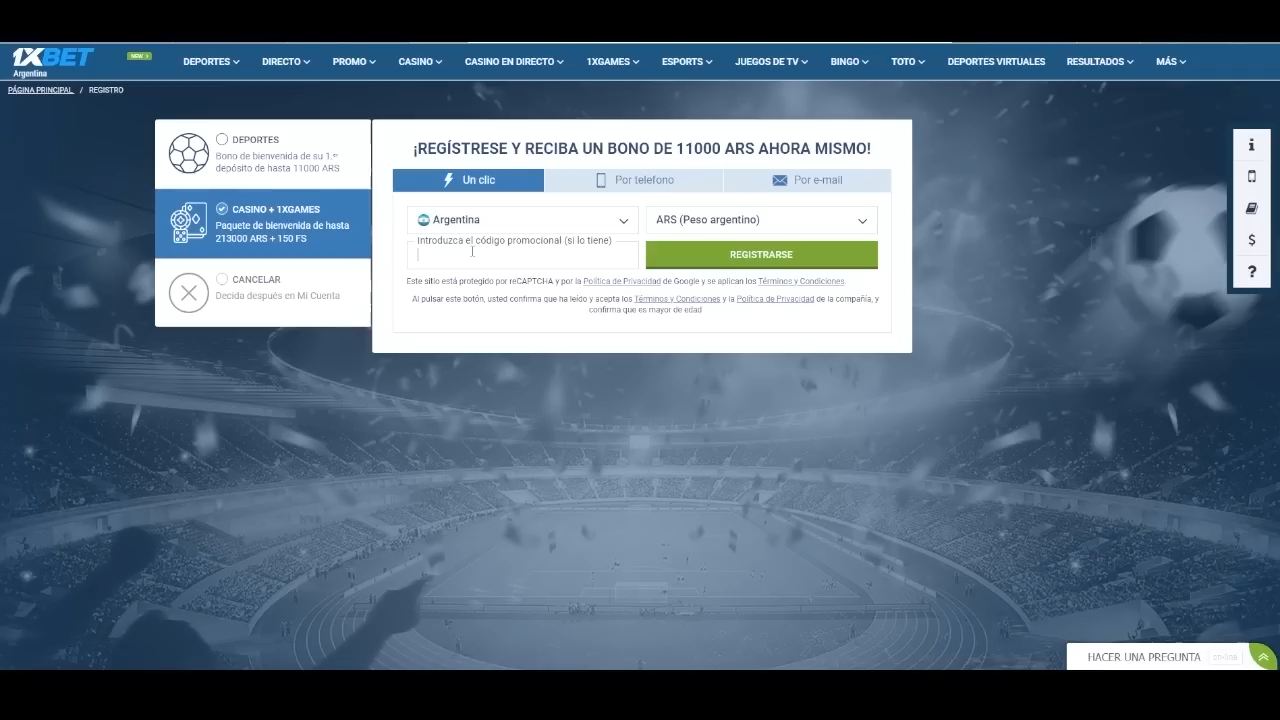 1XBET
Argentina
NEW
DEPORTES
DIRECTO
PROMO
CASINO
CASINO EN DIRECTO
1XGAMES
ESPORTS
JUEGOS DE TV
BINGO
TOTO
DEPORTES VIRTUALES
RESULTADOS
MÁS
PÁGINA PRINCIPAL / REGISTRO
DEPORTES
Bono de bienvenida de su 1.er
depósito de hasta 11000 ARS
CASINO + 1XGAMES
Paquete de bienvenida de hasta
213000 ARS + 150 FS
CANCELAR
Decida después en Mi Cuenta
¡REGÍSTRESE Y RECIBA UN BONO DE 11000 ARS AHORA MISMO!
Un clic
Por telefono
Por e-mail
Argentina
ARS (Peso argentino)
Introduzca el código promocional (si lo tiene)
REGISTRARSE
Este sitio está protegido por reCAPTCHA y por la Política de Privacidad de Google y se aplican los Términos y Condiciones.
Al pulsar este botón, usted confirma que ha leído y acepta los Términos y Condiciones y la Política de Privacidad de la compañía, y
confirma que es mayor de edad
HACER UNA PREGUNTA
on-line